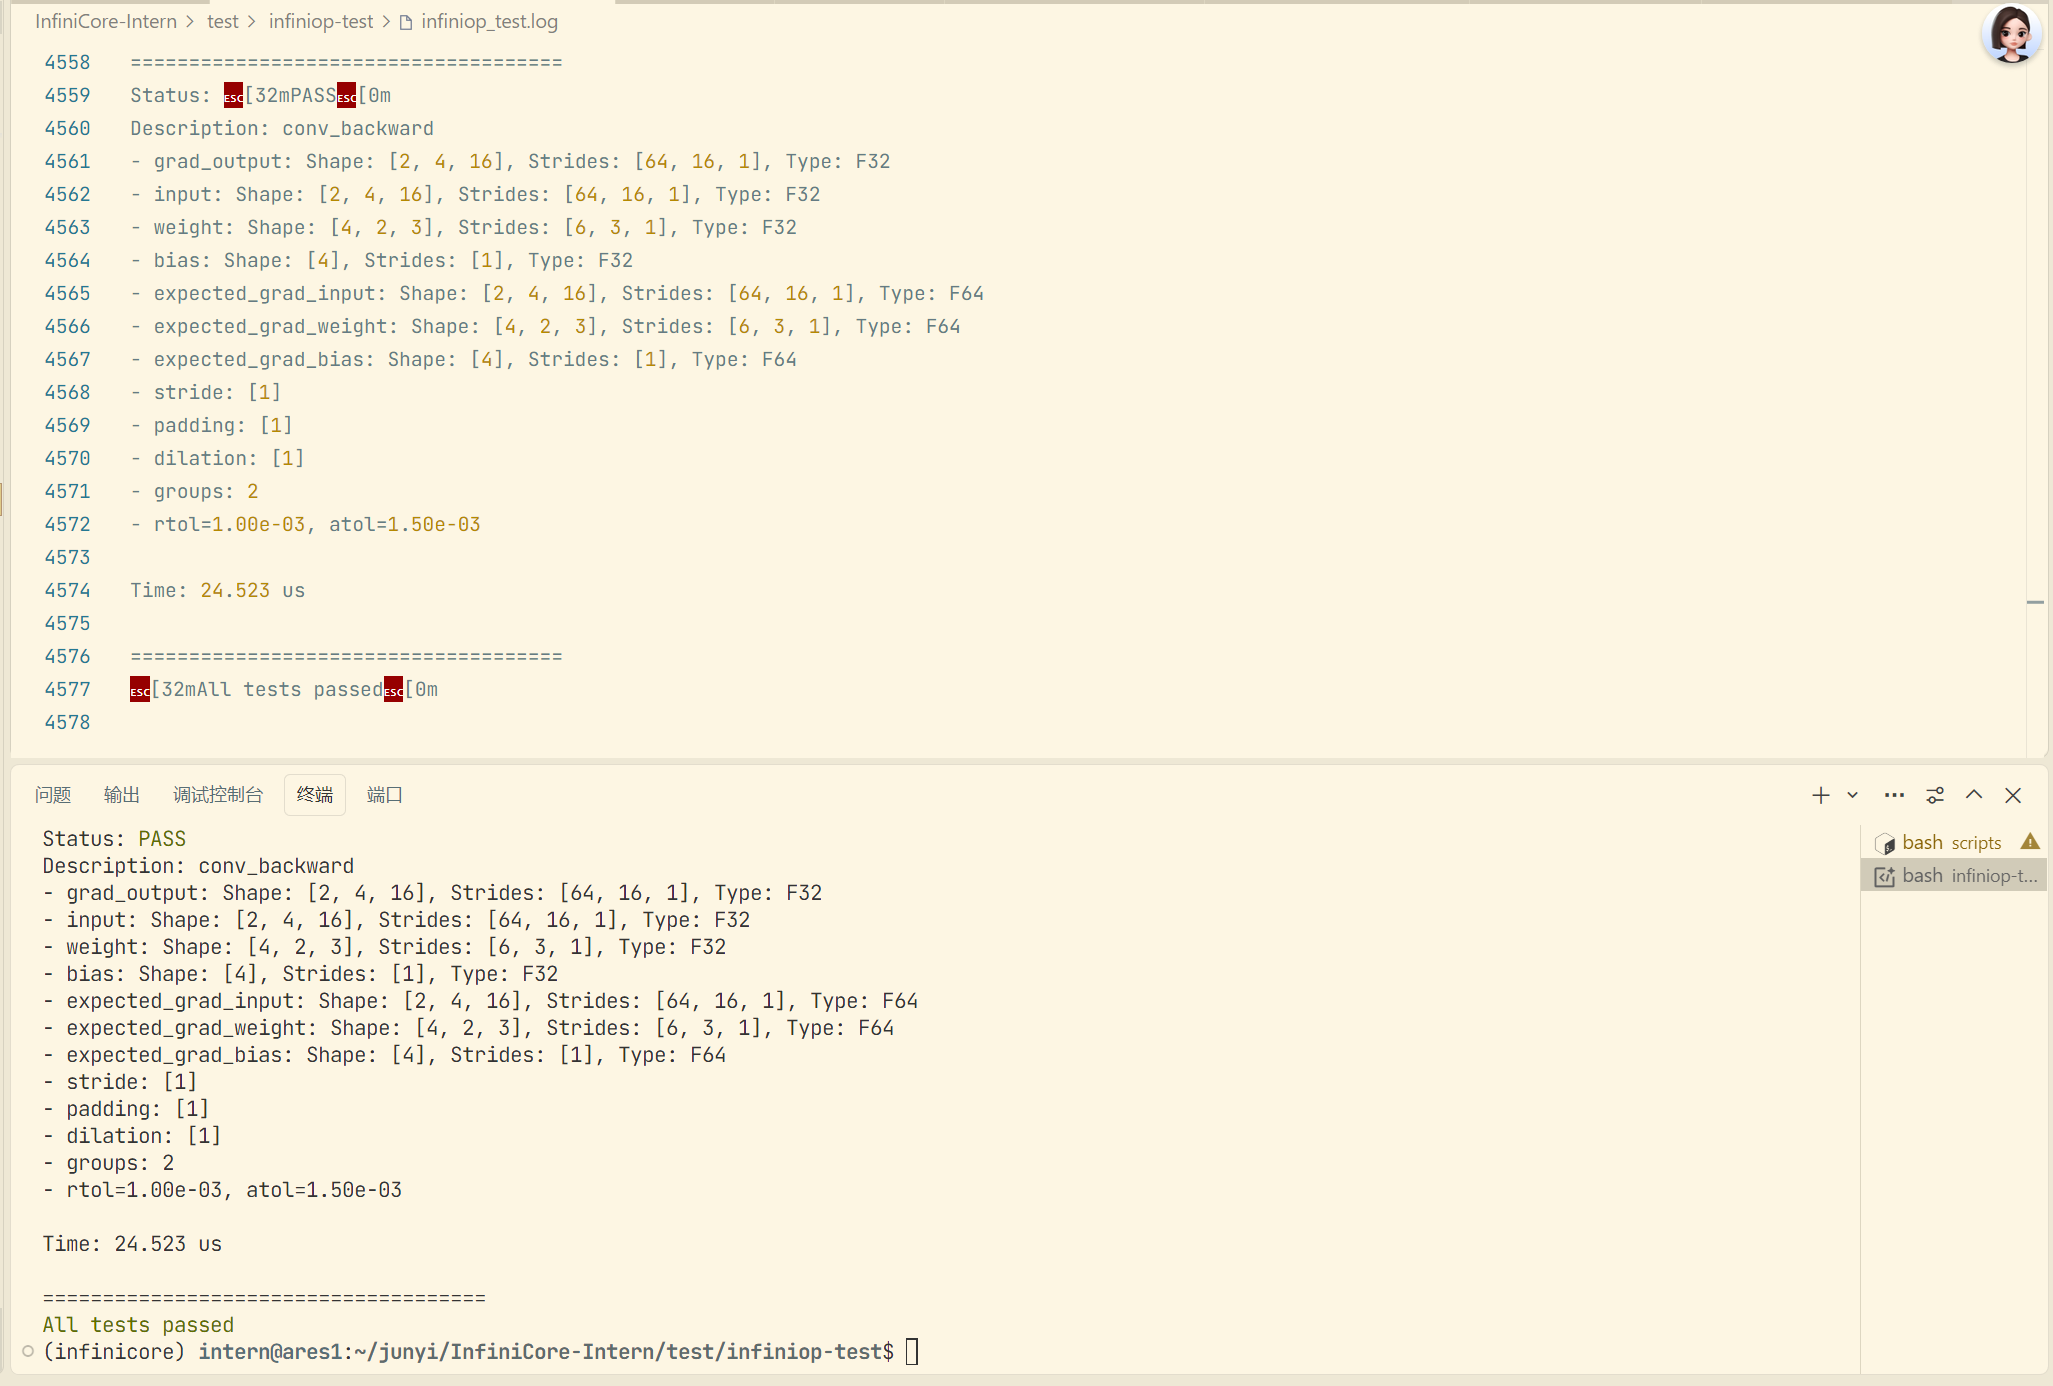 InfiniCore-Intern > test > infiniop-test > infiniop_test.log
4558 =====================================
4559 Status: ESC[32mPASSESC[0m
4560 Description: conv_backward
4561 - grad_output: Shape: [2, 4, 16], Strides: [64, 16, 1], Type: F32
4562 - input: Shape: [2, 4, 16], Strides: [64, 16, 1], Type: F32
4563 - weight: Shape: [4, 2, 3], Strides: [6, 3, 1], Type: F32
4564 - bias: Shape: [4], Strides: [1], Type: F32
4565 - expected_grad_input: Shape: [2, 4, 16], Strides: [64, 16, 1], Type: F64
4566 - expected_grad_weight: Shape: [4, 2, 3], Strides: [6, 3, 1], Type: F64
4567 - expected_grad_bias: Shape: [4], Strides: [1], Type: F64
4568 - stride: [1]
4569 - padding: [1]
4570 - dilation: [1]
4571 - groups: 2
4572 - rtol=1.00e-03, atol=1.50e-03
4573
4574 Time: 24.523 us
4575
4576 =====================================
4577 ESC[32mAll tests passedESC[0m
4578
问题 输出 调试控制台 终端 端口
Status: PASS
Description: conv_backward
- grad_output: Shape: [2, 4, 16], Strides: [64, 16, 1], Type: F32
- input: Shape: [2, 4, 16], Strides: [64, 16, 1], Type: F32
- weight: Shape: [4, 2, 3], Strides: [6, 3, 1], Type: F32
- bias: Shape: [4], Strides: [1], Type: F32
- expected_grad_input: Shape: [2, 4, 16], Strides: [64, 16, 1], Type: F64
- expected_grad_weight: Shape: [4, 2, 3], Strides: [6, 3, 1], Type: F64
- expected_grad_bias: Shape: [4], Strides: [1], Type: F64
- stride: [1]
- padding: [1]
- dilation: [1]
- groups: 2
- rtol=1.00e-03, atol=1.50e-03
Time: 24.523 us
=====================================
All tests passed
(infinicore) intern@ares1:~/junyi/InfiniCore-Intern/test/infiniop-test$
bash scripts
bash infiniop-t...